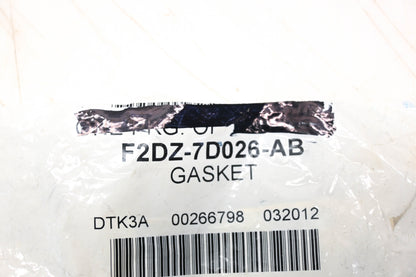 PKG. OF
F2DZ-7D026-AB
GASKET
DTK3A 00266798 032012